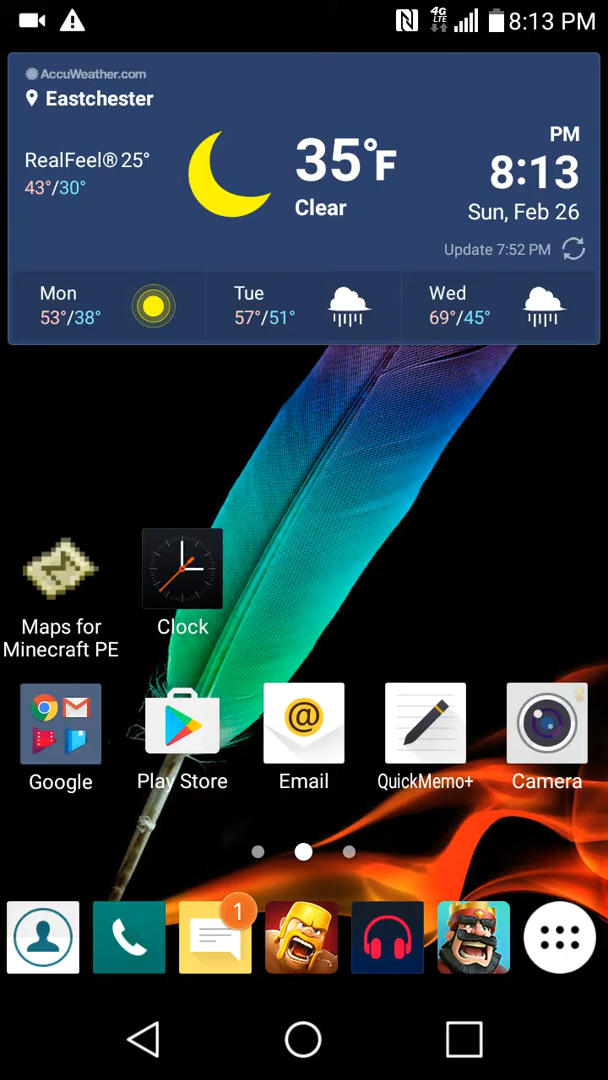 4G
LTE
8:13 PM
AccuWeather.com
Eastchester
RealFeel® 25°
43°/30°
35°F
Clear
PM
8:13
Sun, Feb 26
Update 7:52 PM
Mon
53°/38°
Tue
57°/51°
Wed
69°/45°
Maps for
Minecraft PE
Clock
Google
Play Store
@
Email
QuickMemo+
Camera
1